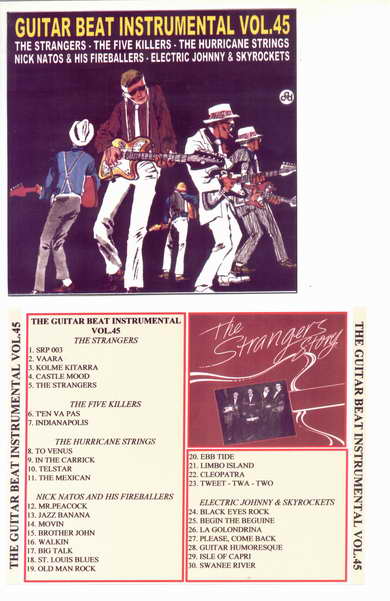 GUITAR BEAT INSTRUMENTAL VOL.45
THE STRANGERS - THE FIVE KILLERS - THE HURRICANE STRINGS
NICK NATOS & HIS FIREBALLERS - ELECTRIC JOHNNY & SKYROCKETS
THE GUITAR BEAT INSTRUMENTAL VOL.45
THE GUITAR BEAT INSTRUMENTAL
VOL.45
THE STRANGERS
1. SRP 003
2. VAARA
3. KOLME KITARRA
4. CASTLE MOOD
5. THE STRANGERS
THE FIVE KILLERS
6. T'EN VA PAS
7. INDIANAPOLIS
THE HURRICANE STRINGS
8. TO VENUS
9. IN THE CARRICK
10. TELSTAR
11. THE MEXICAN
NICK NATOS AND HIS FIREBALLERS
12. MR.PEACOCK
13. JAZZ BANANA
14. MOVIN
15. BROTHER JOHN
16. WALKIN
17. BIG TALK
18. ST. LOUIS BLUES
19. OLD MAN ROCK
The
Strangers
Story
20. EBB TIDE
21. LIMBO ISLAND
22. CLEOPATRA
23. TWEET - TWA - TWO
ELECTRIC JOHNNY & SKYROCKETS
24. BLACK EYES ROCK
25. BEGIN THE BEGUINE
26. LA GOLONDRINA
27. PLEASE, COME BACK
28. GUITAR HUMORESQUE
29. ISLE OF CAPRI
30. SWANEE RIVER
THE GUITAR BEAT INSTRUMENTAL VOL.45